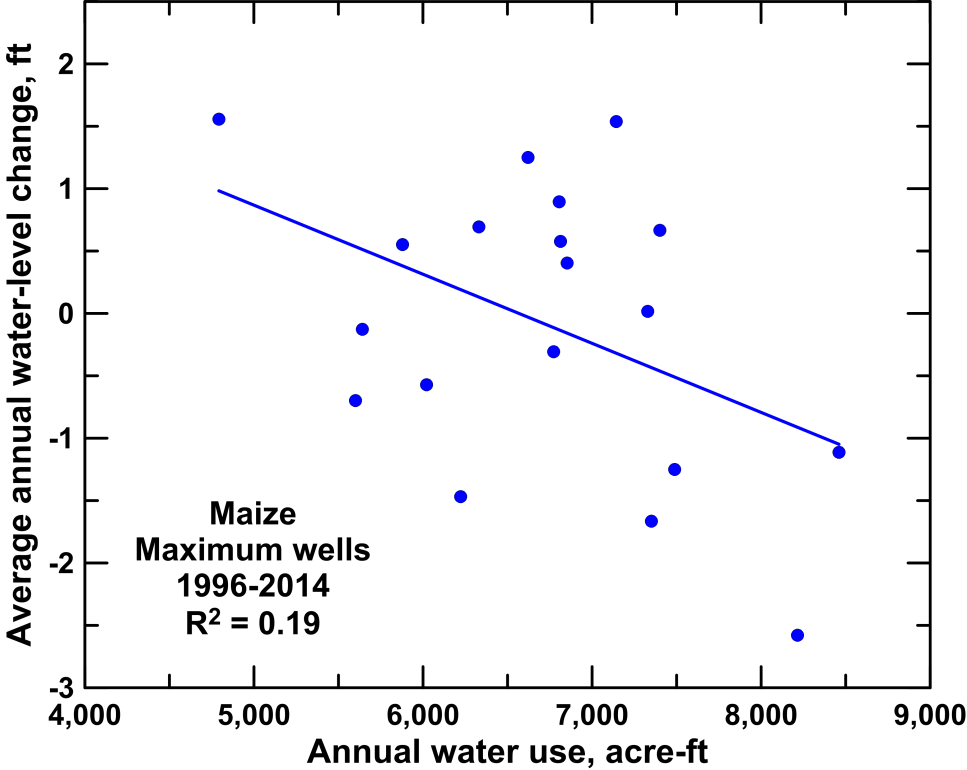 Average annual water-level change, ft
2
1
0
-1
-2
-3
Maize
Maximum wells
1996-2014
R² = 0.19
4,000 5,000 6,000 7,000 8,000 9,000
Annual water use, acre-ft